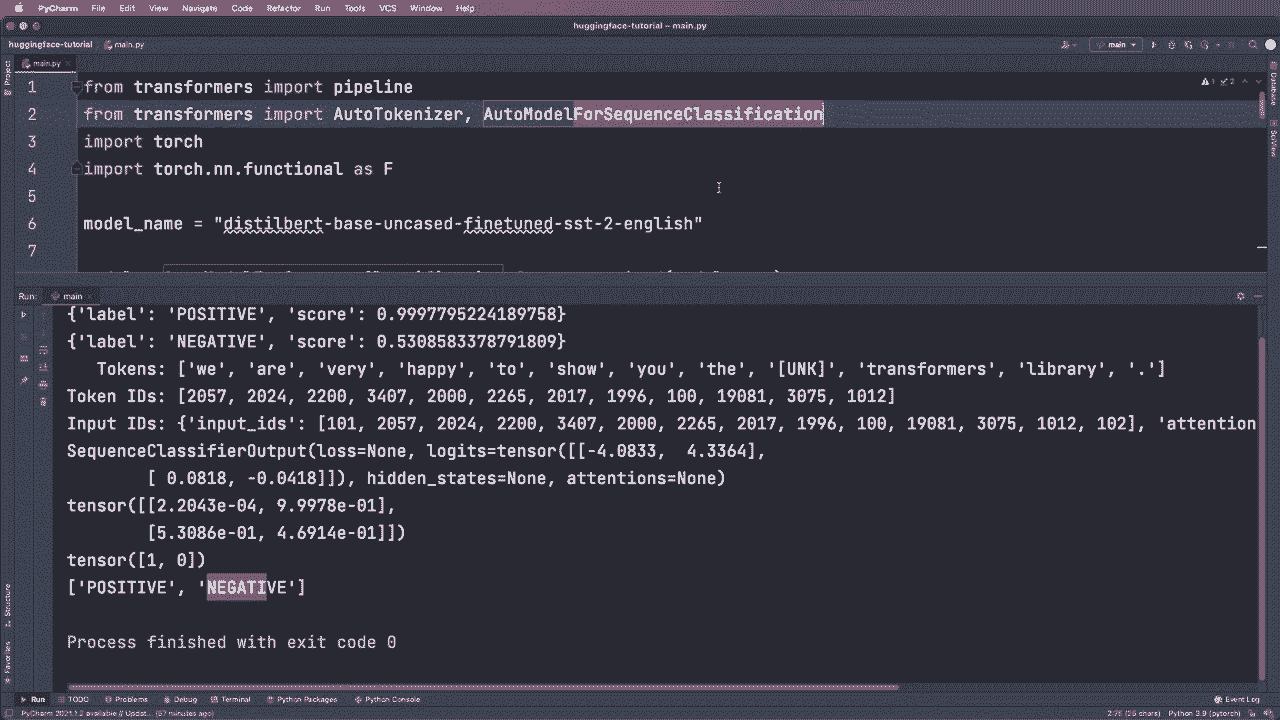 PyCharm File Edit View Navigate Code Refactor Run Tools VCS Window Help
huggingface-tutorial – main.py
huggingface-tutorial main.py
main
main.py
Project
1 from transformers import pipeline
2 from transformers import AutoTokenizer, AutoModelForSequenceClassification
3 import torch
4 import torch.nn.functional as F
5
6 model_name = "distilbert-base-uncased-finetuned-sst-2-english"
7
Database
SciView
Run: main
{'label': 'POSITIVE', 'score': 0.9997795224189758}
{'label': 'NEGATIVE', 'score': 0.5308583378791809}
Tokens: ['we', 'are', 'very', 'happy', 'to', 'show', 'you', 'the', '[UNK]', 'transformers', 'library', '.']
Token IDs: [2057, 2024, 2200, 3407, 2000, 2265, 2017, 1996, 100, 19081, 3075, 1012]
Input IDs: {'input_ids': [101, 2057, 2024, 2200, 3407, 2000, 2265, 2017, 1996, 100, 19081, 3075, 1012, 102], 'attention
SequenceClassifierOutput(loss=None, logits=tensor([[-4.0833, 4.3364],
[ 0.0818, -0.0418]]), hidden_states=None, attentions=None)
tensor([[2.2043e-04, 9.9978e-01],
[5.3086e-01, 4.6914e-01]])
tensor([1, 0])
['POSITIVE', 'NEGATIVE']
Process finished with exit code 0
Structure
Favorites
Run TODO Problems Debug Terminal Python Packages Python Console Event Log
PyCharm 2021.1.2 available // Updat... (57 minutes ago) 2:75 (25 chars) Python 3.9 (pytorch)